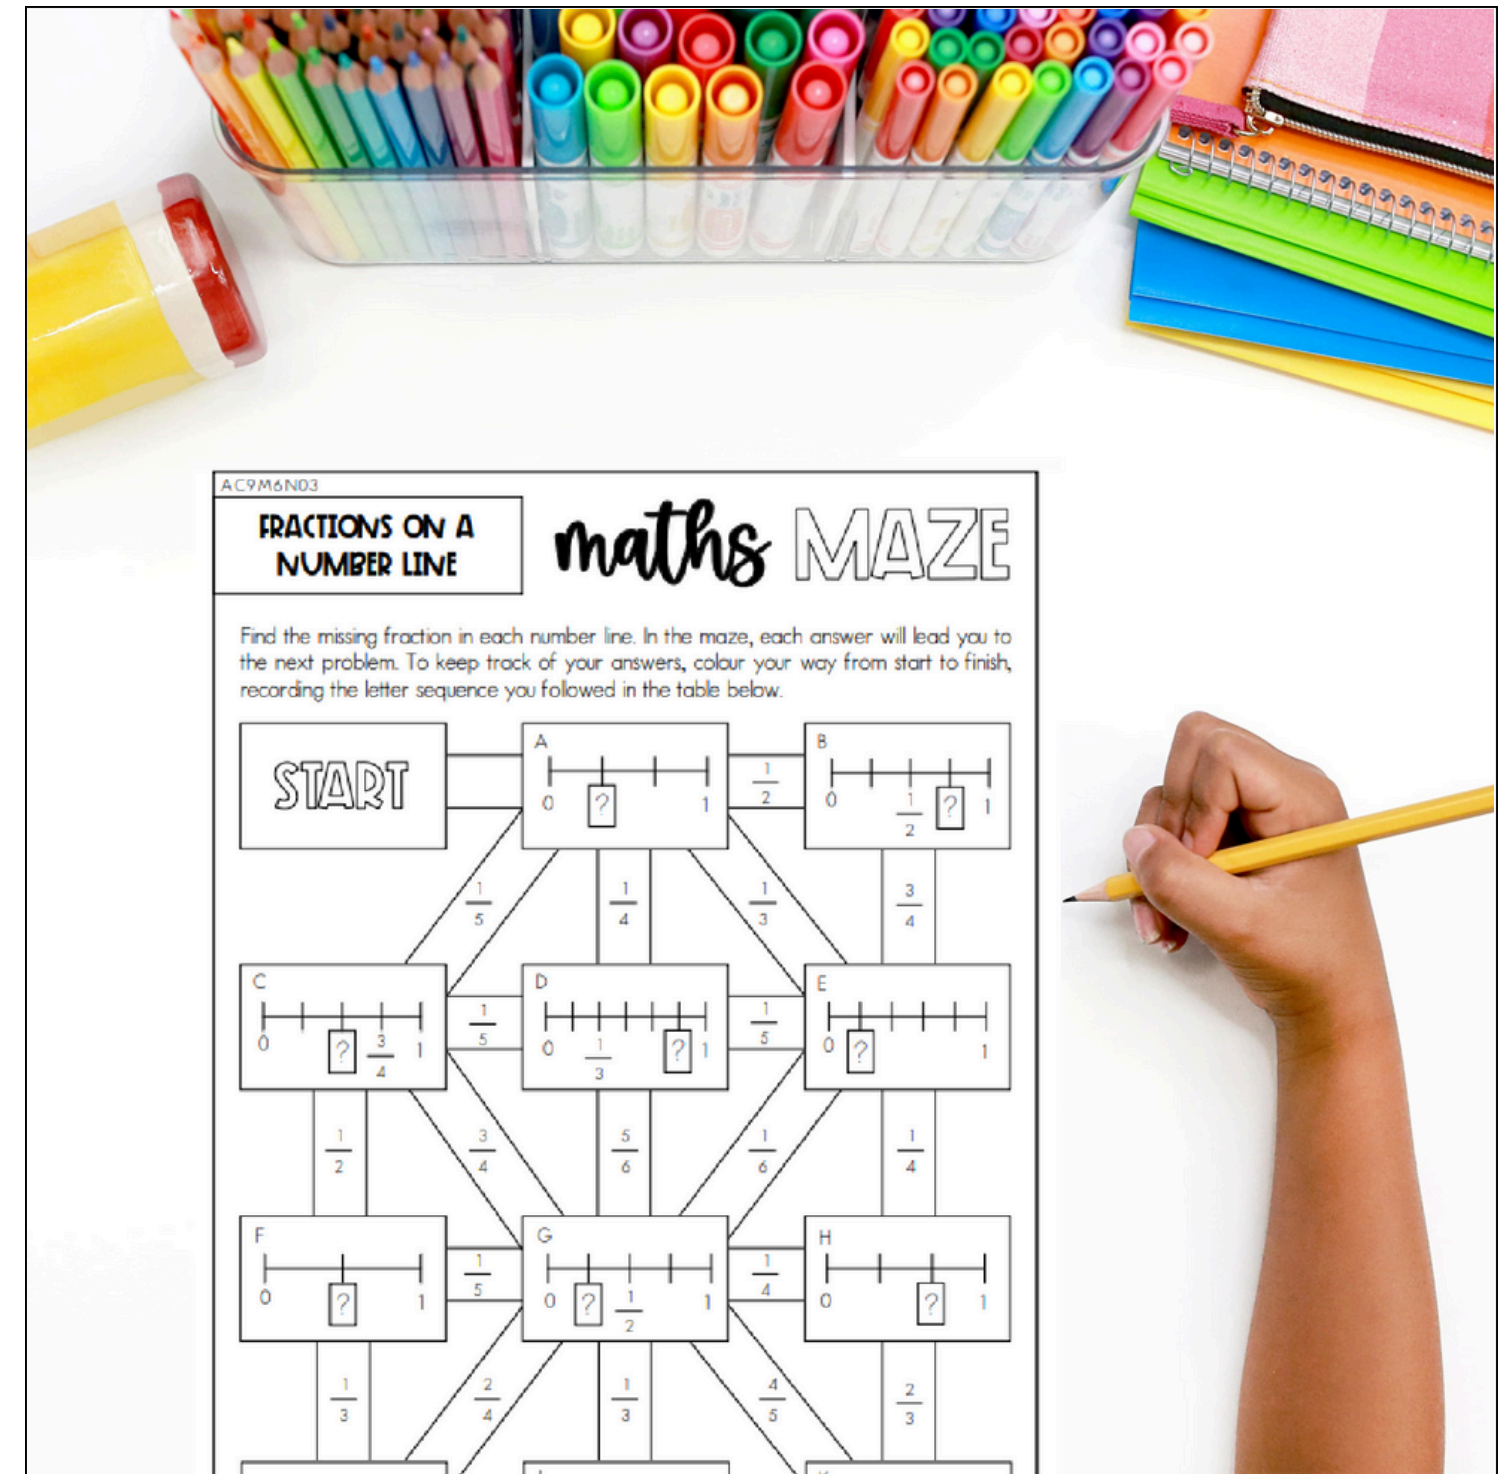 AC9M6N03
FRACTIONS ON A
NUMBER LINE
maths MAZE
Find the missing fraction in each number line. In the maze, each answer will lead you to
the next problem. To keep track of your answers, colour your way from start to finish,
recording the letter sequence you followed in the table below.
START
A
0 ? 1
1/2
B
0 1/2 ? 1
1/5
1/4
1/3
3/4
C
0 ? 3/4 1
1/5
D
0 1/3 ? 1
1/5
E
0 ? 1
1/2
3/4
5/6
1/6
1/4
F
0 ? 1
1/5
G
0 ? 1/2 1
1/4
H
0 ? 1
1/3
2/4
1/3
4/5
2/3